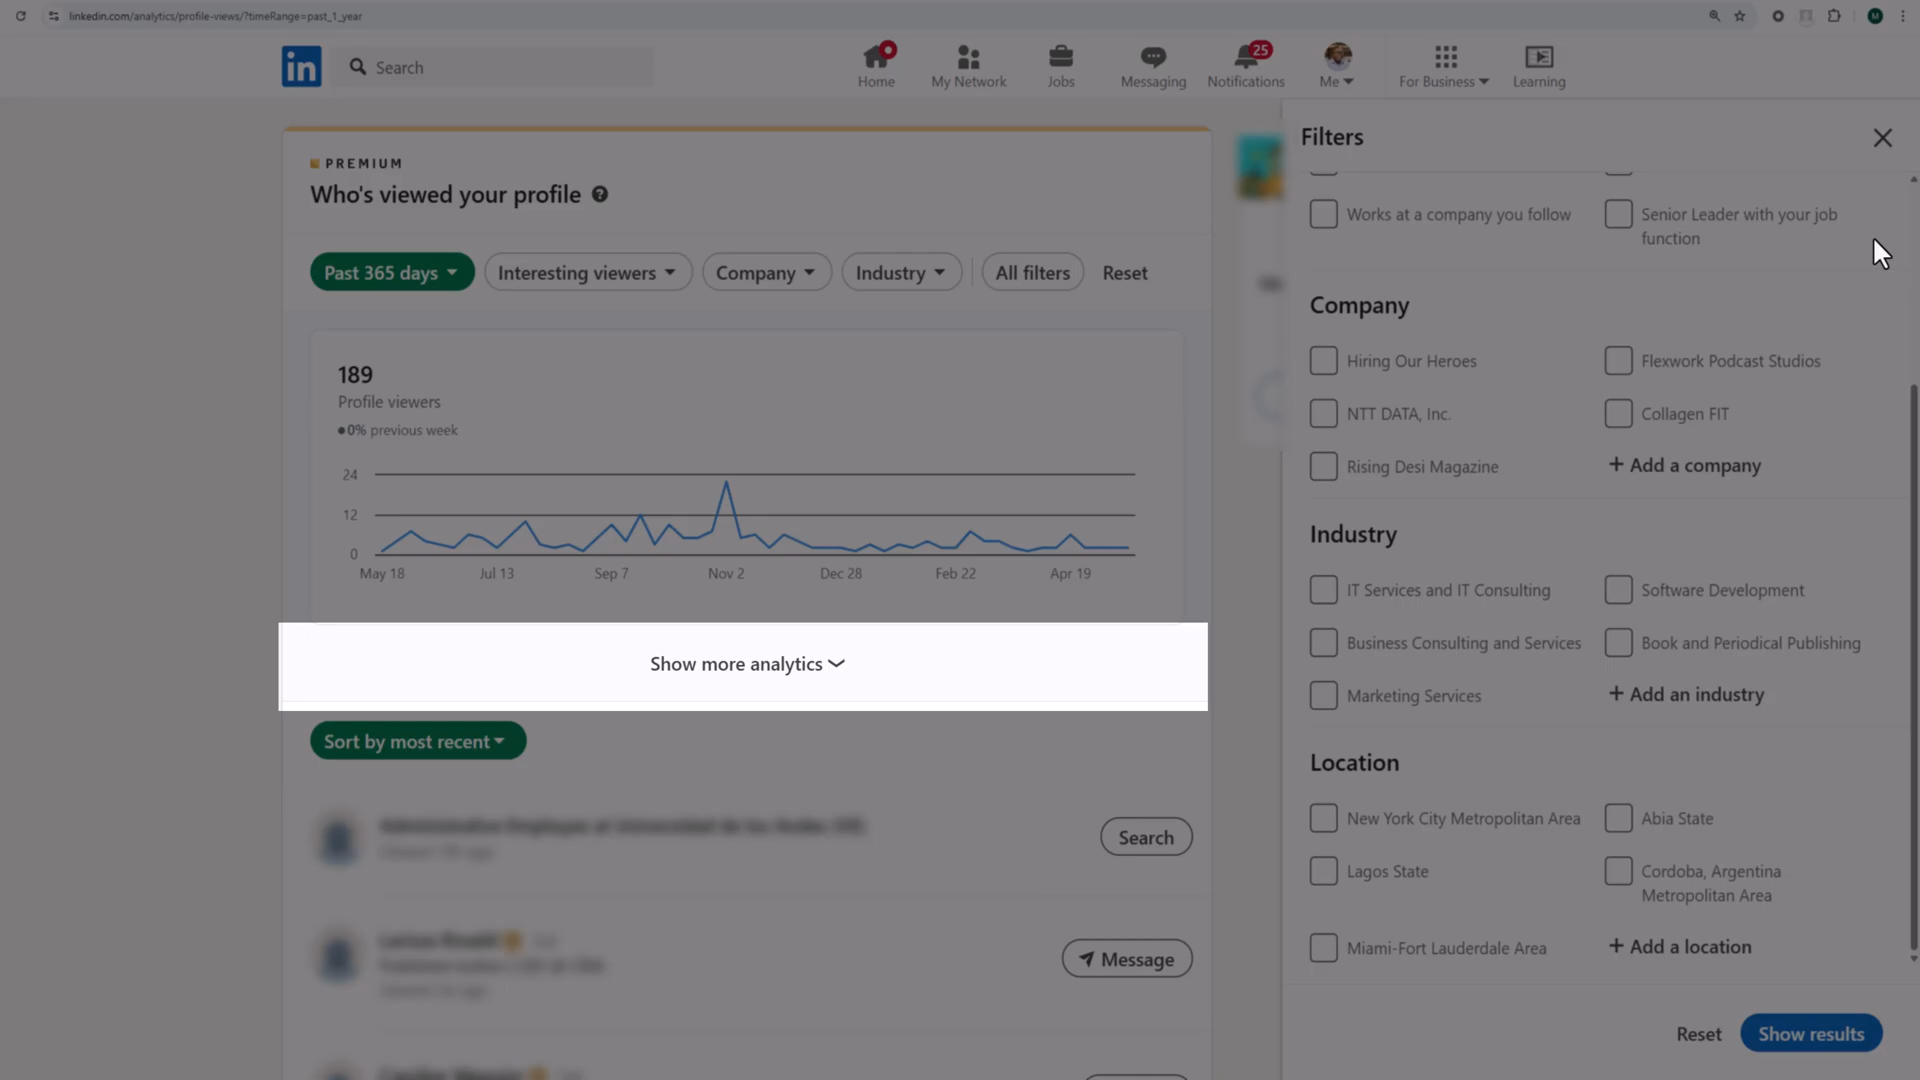 linkedin.com/analytics/profile-views/?timeRange=past_1_year
M
in
Search
Home
My Network
Jobs
Messaging
25
Notifications
Me
For Business
Learning
PREMIUM
Who's viewed your profile
Past 365 days
Interesting viewers
Company
Industry
All filters
Reset
189
Profile viewers
0% previous week
24
12
0
May 18
Jul 13
Sep 7
Nov 2
Dec 28
Feb 22
Apr 19
Show more analytics
Sort by most recent
Search
Message
Filters
Works at a company you follow
Senior Leader with your job
function
Company
Hiring Our Heroes
Flexwork Podcast Studios
NTT DATA, Inc.
Collagen FIT
Rising Desi Magazine
+ Add a company
Industry
IT Services and IT Consulting
Software Development
Business Consulting and Services
Book and Periodical Publishing
Marketing Services
+ Add an industry
Location
New York City Metropolitan Area
Abia State
Lagos State
Cordoba, Argentina
Metropolitan Area
Miami-Fort Lauderdale Area
+ Add a location
Reset
Show results